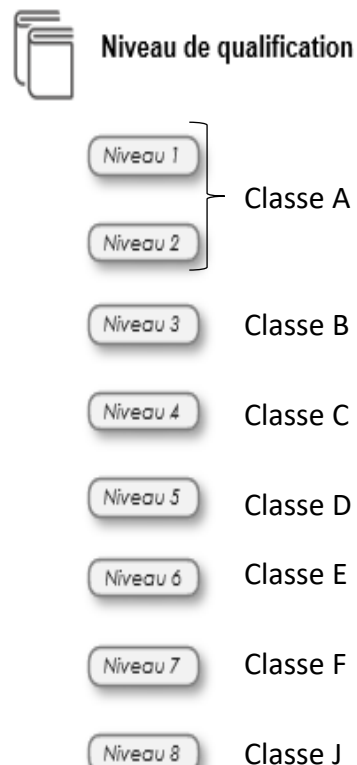 Niveau de qualification
Niveau 1
Classe A
Niveau 2
Niveau 3 Classe B
Niveau 4 Classe C
Niveau 5 Classe D
Niveau 6 Classe E
Niveau 7 Classe F
Niveau 8 Classe J